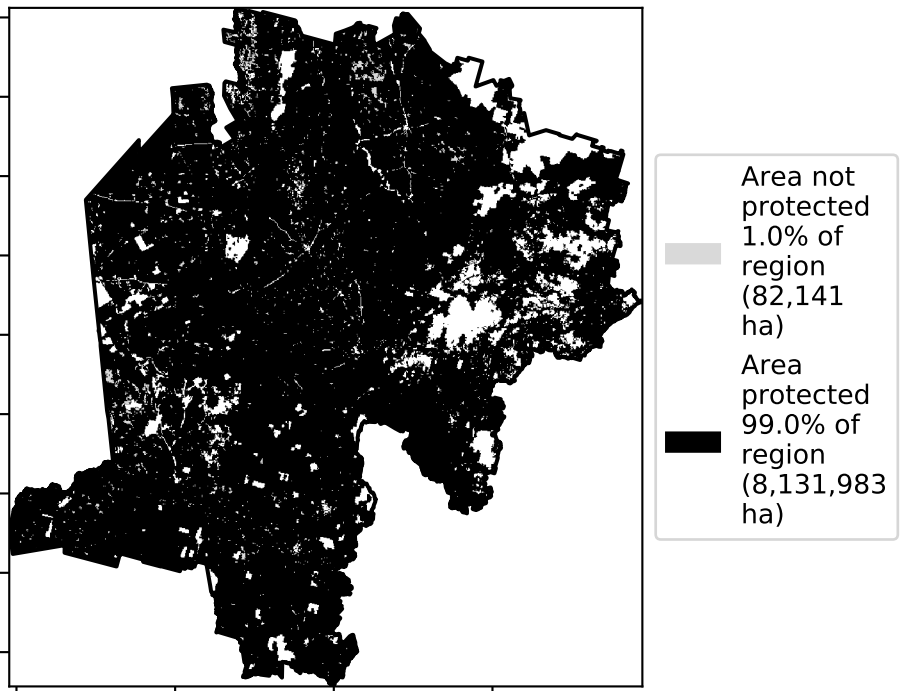 Area not
protected
1.0% of
region
(82,141
ha)
Area
protected
99.0% of
region
(8,131,983
ha)